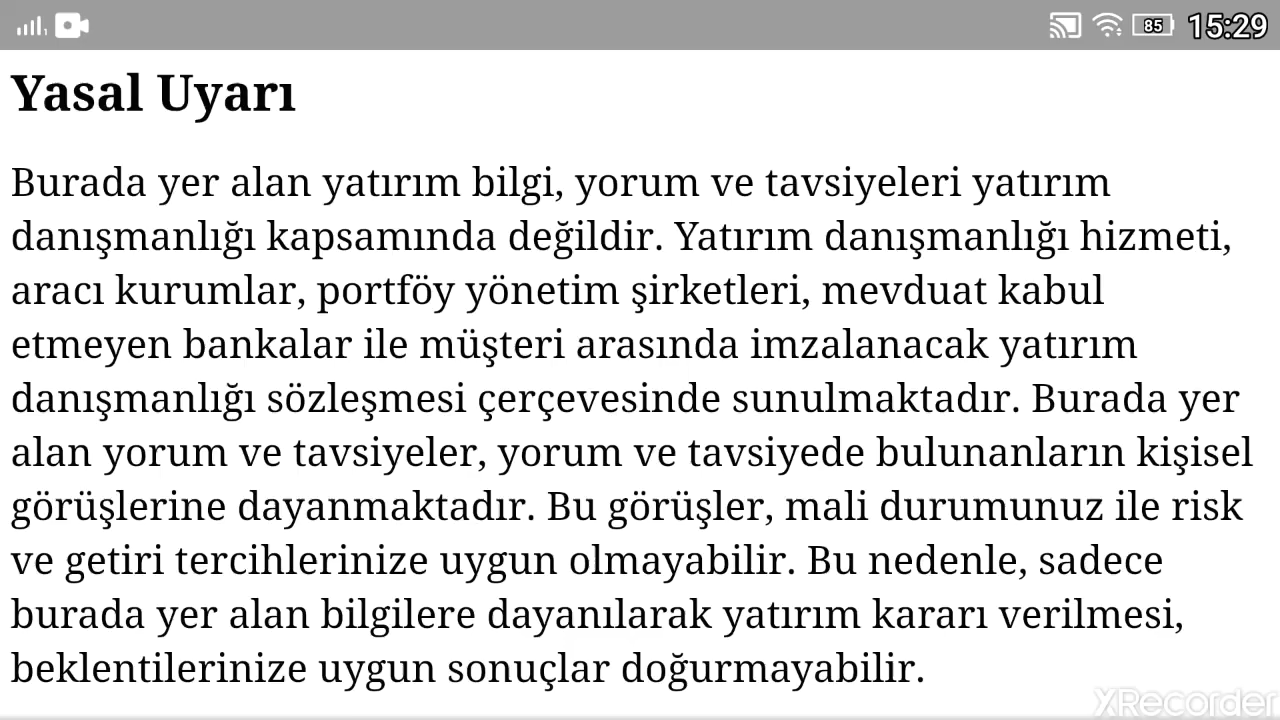 85 15:29
Yasal Uyarı
Burada yer alan yatırım bilgi, yorum ve tavsiyeleri yatırım
danışmanlığı kapsamında değildir. Yatırım danışmanlığı hizmeti,
aracı kurumlar, portföy yönetim şirketleri, mevduat kabul
etmeyen bankalar ile müşteri arasında imzalanacak yatırım
danışmanlığı sözleşmesi çerçevesinde sunulmaktadır. Burada yer
alan yorum ve tavsiyeler, yorum ve tavsiyede bulunanların kişisel
görüşlerine dayanmaktadır. Bu görüşler, mali durumunuz ile risk
ve getiri tercihlerinize uygun olmayabilir. Bu nedenle, sadece
burada yer alan bilgilere dayanılarak yatırım kararı verilmesi,
beklentilerinize uygun sonuçlar doğurmayabilir.
XRecorder